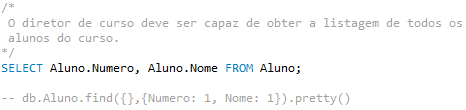 /*
O diretor de curso deve ser capaz de obter a listagem de todos os
alunos do curso.
*/
SELECT Aluno.Numero, Aluno.Nome FROM Aluno;
-- db.Aluno.find({},{Numero: 1, Nome: 1}).pretty()